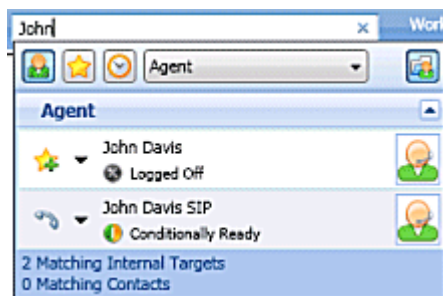 John
Work
Agent
Agent
John Davis
Logged Off
John Davis SIP
Conditionally Ready
2 Matching Internal Targets
0 Matching Contacts